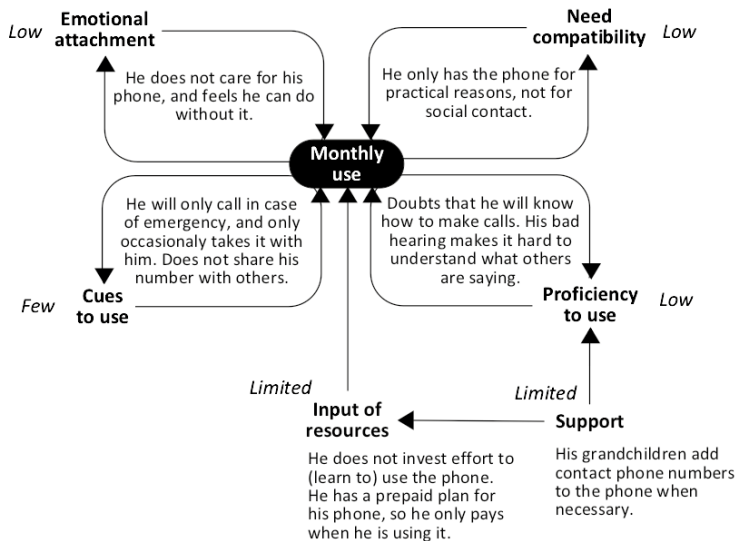 Low
Emotional
attachment
He does not care for his
phone, and feels he can do
without it.
Need
compatibility
Low
He only has the phone for
practical reasons, not for
social contact.
Monthly
use
He will only call in case
of emergency, and only
occasionaly takes it with
him. Does not share his
number with others.
Doubts that he will know
how to make calls. His bad
hearing makes it hard to
understand what others
are saying.
Few
Cues
to use
Proficiency
to use
Low
Limited
Input of
resources
He does not invest effort to
(learn to) use the phone.
He has a prepaid plan for
his phone, so he only pays
when he is using it.
Limited
Support
His grandchildren add
contact phone numbers
to the phone when
necessary.